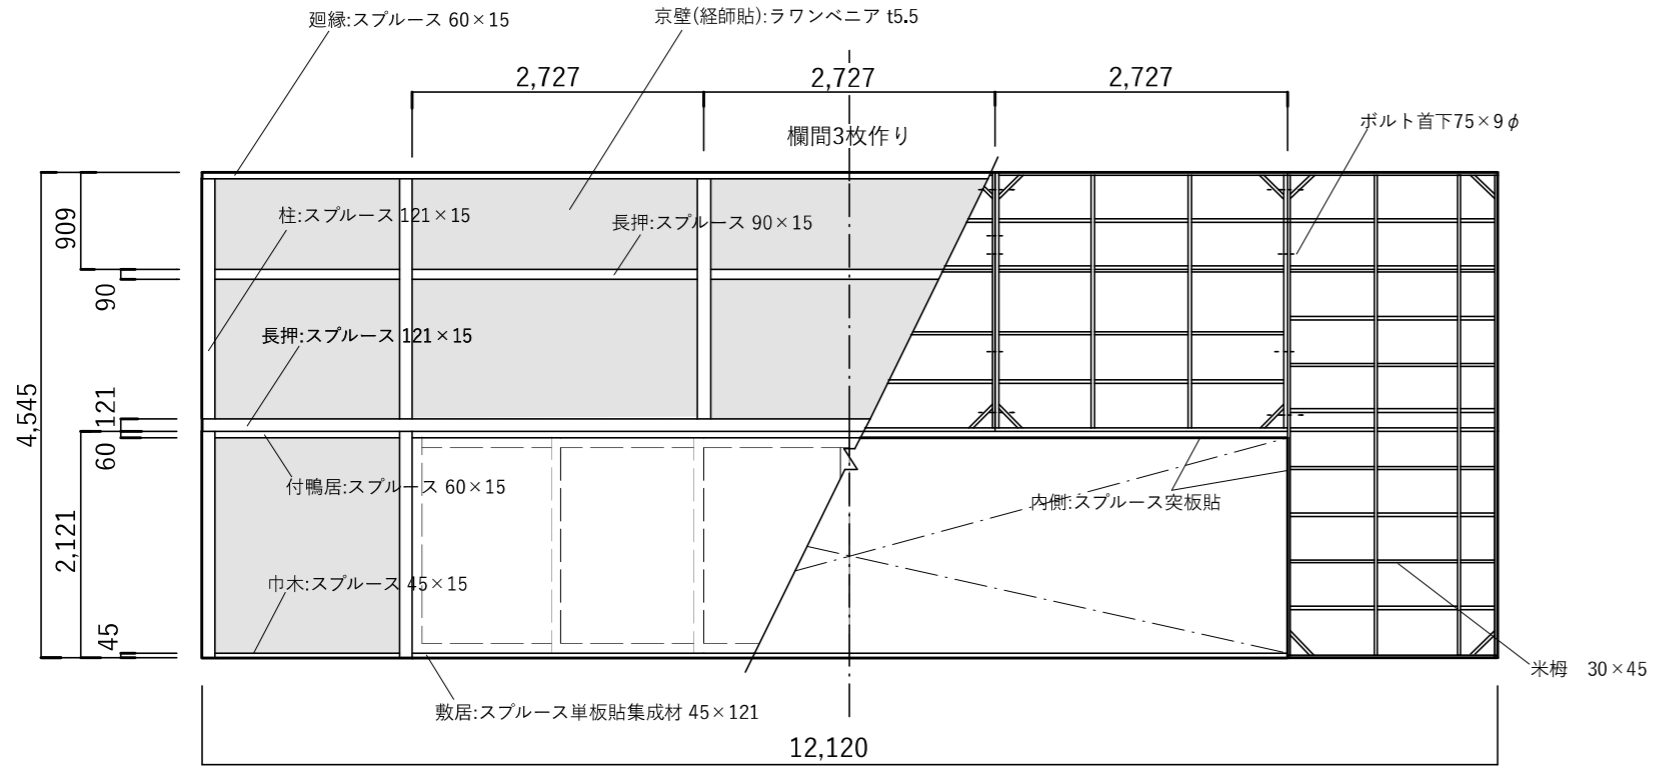 廻縁:スプルース 60×15
京壁(経師貼):ラワンベニア t5.5
2,727
2,727
2,727
欄間3枚作り
ボルト首下75×9φ
909
柱:スプルース 121×15
長押:スプルース 90×15
90
長押:スプルース 121×15
4,545
121
60
付鴨居:スプルース 60×15
内側:スプルース突板貼
2,121
巾木:スプルース 45×15
45
米栂 30×45
敷居:スプルース単板貼集成材 45×121
12,120